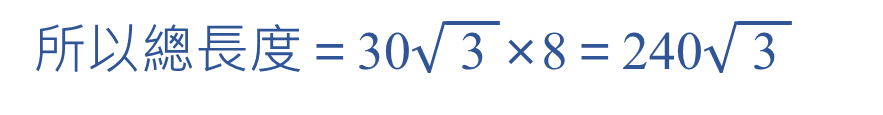 所以總長度 = 30√3 ×8 = 240√3